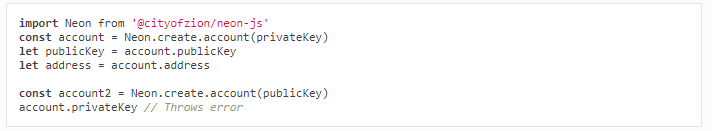 import Neon from '@cityofzion/neon-js'
const account = Neon.create.account(privateKey)
let publicKey = account.publicKey
let address = account.address
const account2 = Neon.create.account(publicKey)
account.privateKey // Throws error